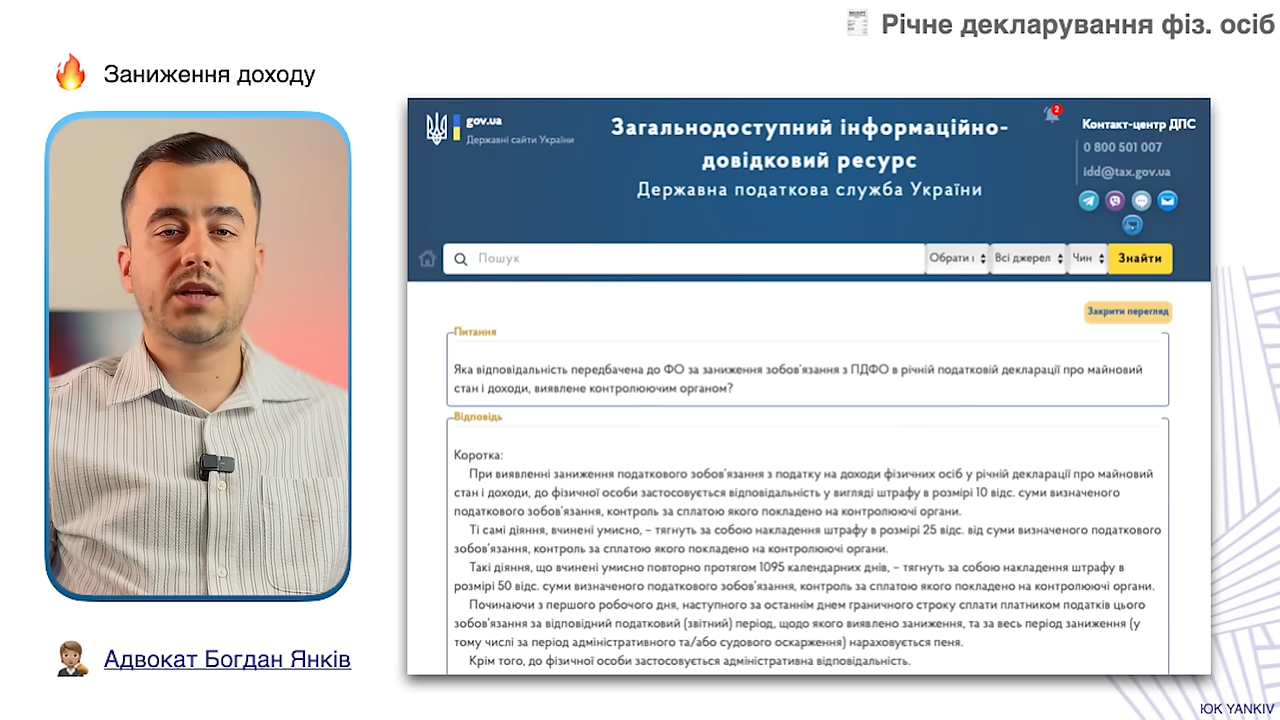 Річне декларування фіз. осіб
Заниження доходу
gov.ua
Державні сайти України
Загальнодоступний інформаційно-
довідковий ресурс
Державна податкова служба України
2
Контакт-центр ДПС
0 800 501 007
idd@tax.gov.ua
Пошук
Обрати і
Всі джерел
Чин
Знайти
Закрити перегляд
Питання
Яка відповідальність передбачена до ФО за заниження зобов'язання з ПДФО в річній податковій декларації про майновий
стан і доходи, виявлене контролюючим органом?
Відповідь
Коротка:
При виявленні заниження податкового зобов'язання з податку на доходи фізичних осіб у річній декларації про майновий
стан і доходи, до фізичної особи застосовується відповідальність у вигляді штрафу в розмірі 10 відс. суми визначеного
податкового зобов'язання, контроль за сплатою якого покладено на контролюючі органи.
Ті самі діяння, вчинені умисно, – тягнуть за собою накладення штрафу в розмірі 25 відс. від суми визначеного податкового
зобов'язання, контроль за сплатою якого покладено на контролюючі органи.
Такі діяння, що вчинені умисно повторно протягом 1095 календарних днів, – тягнуть за собою накладення штрафу в
розмірі 50 відс. суми визначеного податкового зобов'язання, контроль за сплатою якого покладено на контролюючі органи.
Починаючи з першого робочого дня, наступного за останнім днем граничного строку сплати платником податків цього
зобов'язання за відповідний податковий (звітний) період, щодо якого виявлено заниження, та за весь період заниження (у
тому числі за період адміністративного та/або судового оскарження) нараховується пеня.
Крім того, до фізичної особи застосовується адміністративна відповідальність.
Адвокат Богдан Янків
ЮК YANKIV